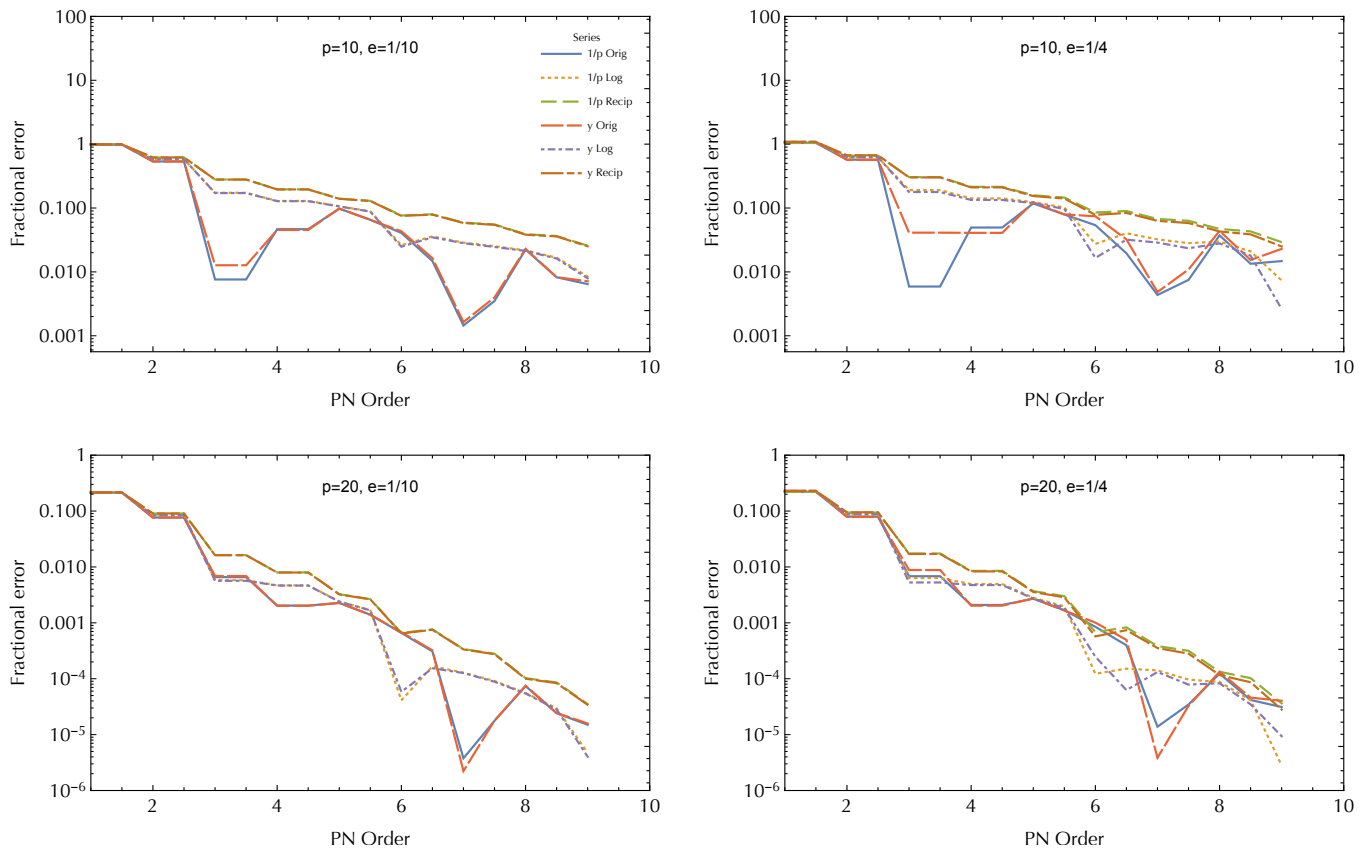 p=10, e=1/10
Series
1/p Orig
1/p Log
1/p Recip
y Orig
y Log
y Recip
Fractional error
100
10
1
0.100
0.010
0.001
2
4
6
8
10
PN Order
p=10, e=1/4
Fractional error
100
10
1
0.100
0.010
0.001
2
4
6
8
10
PN Order
p=20, e=1/10
Fractional error
1
0.100
0.010
0.001
10⁻⁴
10⁻⁵
10⁻⁶
2
4
6
8
10
PN Order
p=20, e=1/4
Fractional error
1
0.100
0.010
0.001
10⁻⁴
10⁻⁵
10⁻⁶
2
4
6
8
10
PN Order